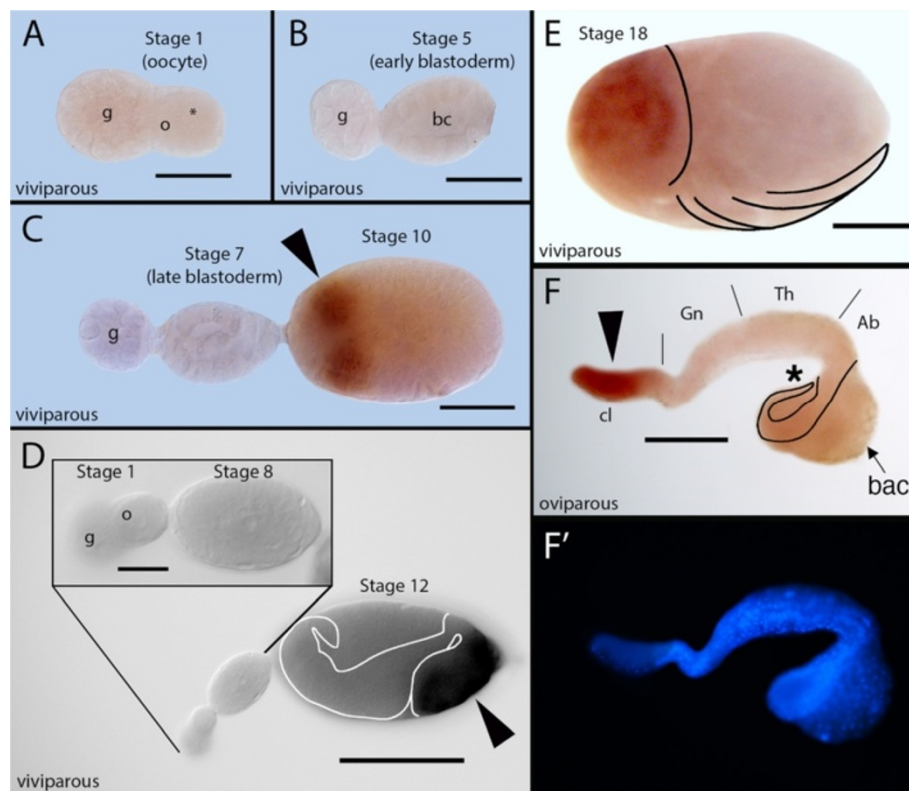 A
Stage 1
(oocyte)
g
o
*
viviparous
B
Stage 5
(early blastoderm)
g
bc
viviparous
C
Stage 7
(late blastoderm)
Stage 10
g
viviparous
D
Stage 1
Stage 8
o
g
Stage 12
viviparous
E
Stage 18
viviparous
F
Gn
Th
Ab
*
cl
bac
oviparous
F'